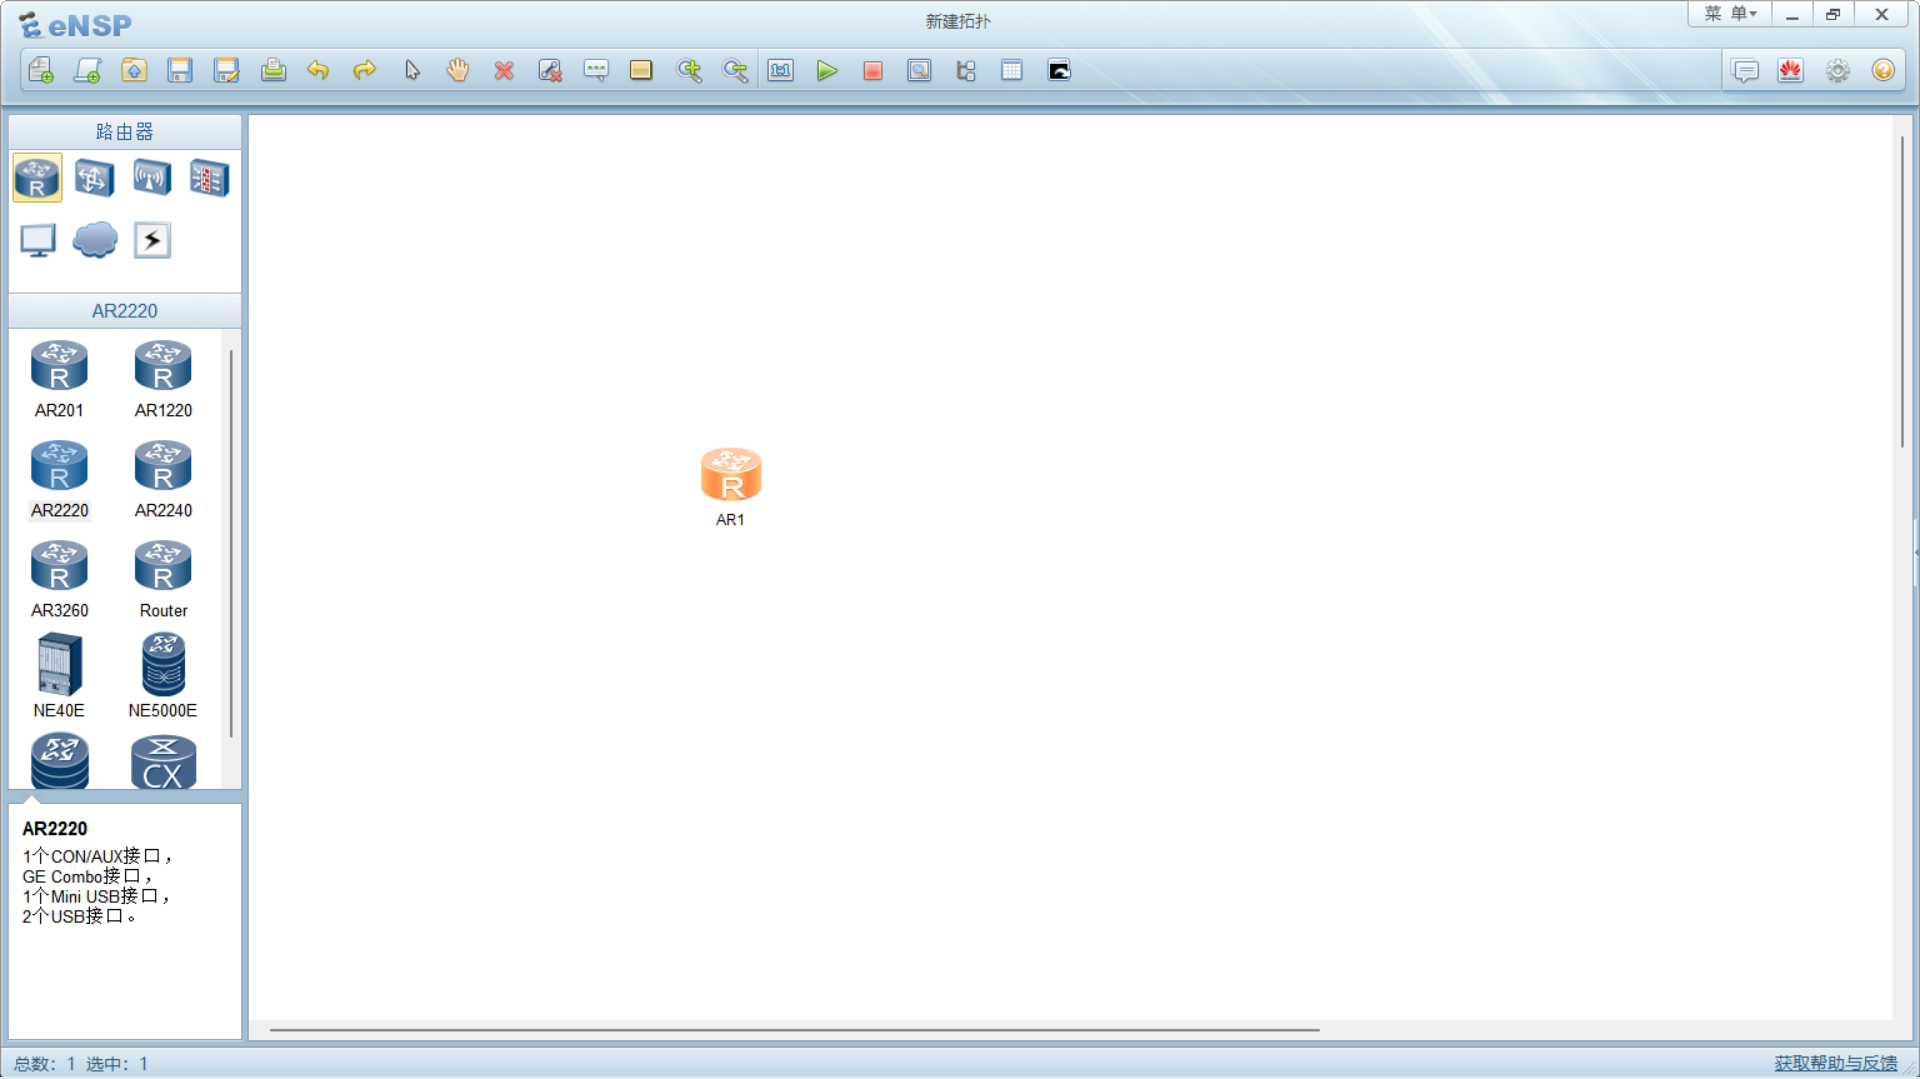 eNSP
新建拓扑
菜 单
1:1
路由器
R
AR2220
R R
AR201 AR1220
R R
AR2220 AR2240
R R
AR3260 Router
NE40E NE5000E
CX
R
AR1
AR2220
1个CON/AUX接口，
GE Combo接口，
1个Mini USB接口，
2个USB接口。
总数：1 选中：1
获取帮助与反馈